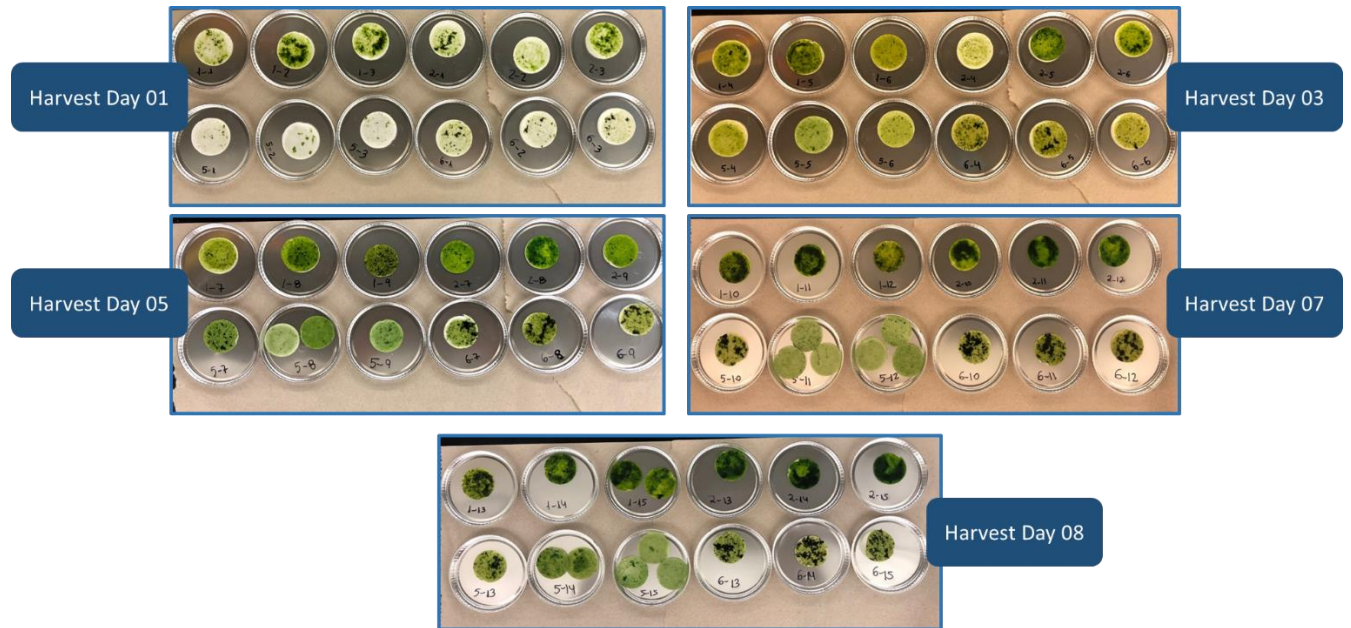 Harvest Day 01
1-1 1-2 1-3 2-1 2-2 2-3
5-1 5-2 5-3 6-1 6-2 6-3
Harvest Day 03
1-4 1-5 1-6 2-4 2-5 2-6
5-4 5-5 5-6 6-4 6-5 6-6
Harvest Day 05
1-7 1-8 1-9 2-7 2-8 2-9
5-7 5-8 5-9 6-7 6-8 6-9
Harvest Day 07
1-10 1-11 1-12 2-10 2-11 2-12
5-10 5-11 5-12 6-10 6-11 6-12
Harvest Day 08
1-13 1-14 1-15 2-13 2-14 2-15
5-13 5-14 5-15 6-13 6-14 6-15